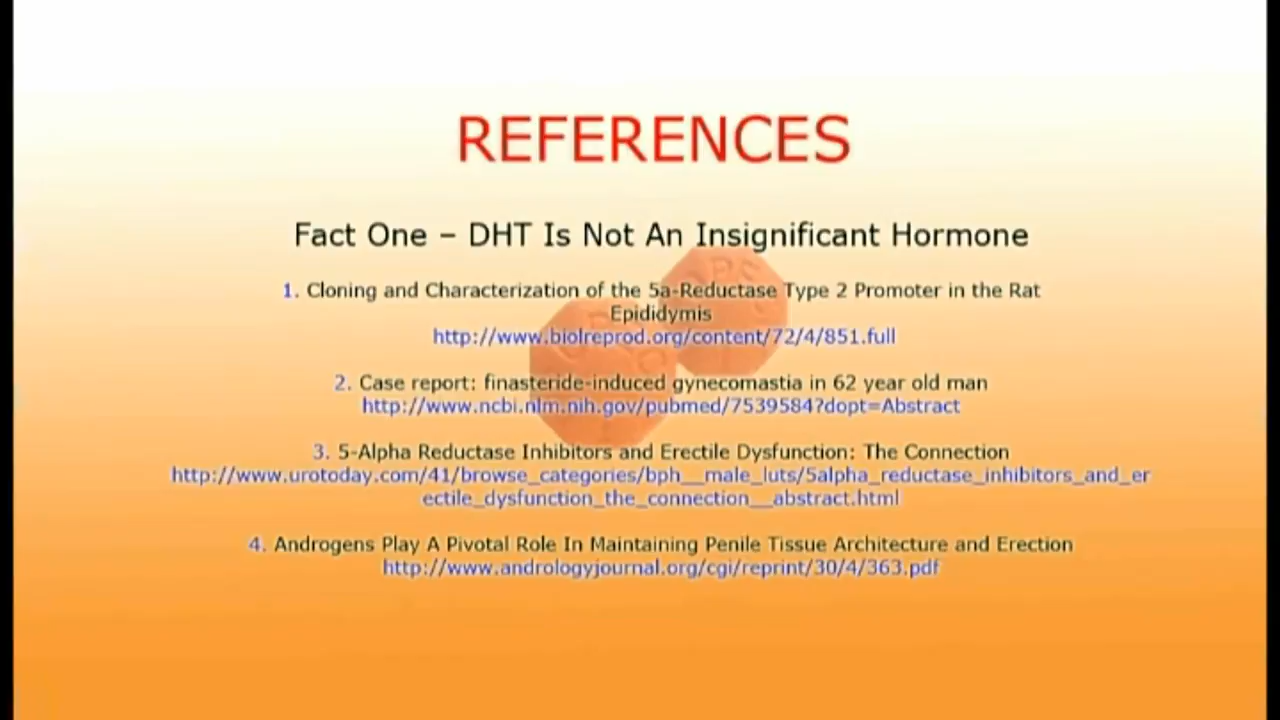 REFERENCES
Fact One – DHT Is Not An Insignificant Hormone
1. Cloning and Characterization of the 5a-Reductase Type 2 Promoter in the Rat
Epididymis
http://www.biolreprod.org/content/72/4/851.full
2. Case report: finasteride-induced gynecomastia in 62 year old man
http://www.ncbi.nlm.nih.gov/pubmed/7539584?dopt=Abstract
3. 5-Alpha Reductase Inhibitors and Erectile Dysfunction: The Connection
http://www.urotoday.com/41/browse_categories/bph__male_luts/5alpha_reductase_inhibitors_and_er
ectile_dysfunction_the_connection__abstract.html
4. Androgens Play A Pivotal Role In Maintaining Penile Tissue Architecture and Erection
http://www.andrologyjournal.org/cgi/reprint/30/4/363.pdf